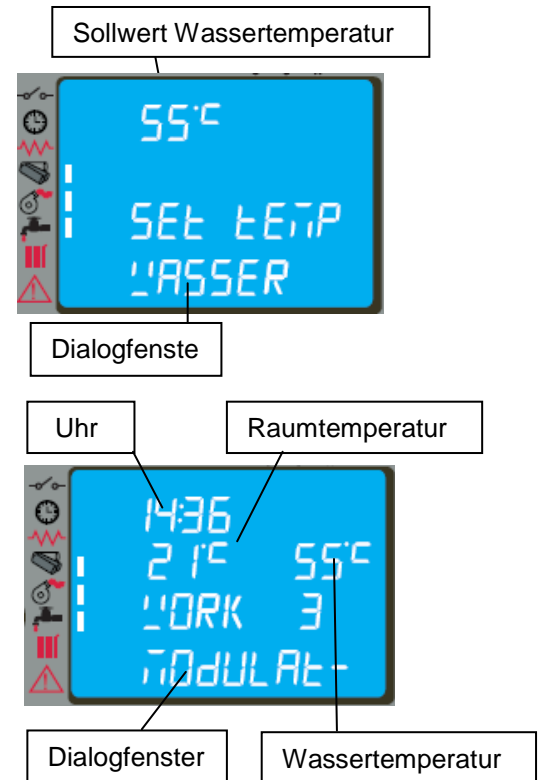 Sollwert Wassertemperatur
55°C
SEt tEMP
WASSER
Dialogfenste
Uhr
Raumtemperatur
14:36
21°C 55°C
WORK 3
MOdULAt-
Dialogfenster
Wassertemperatur